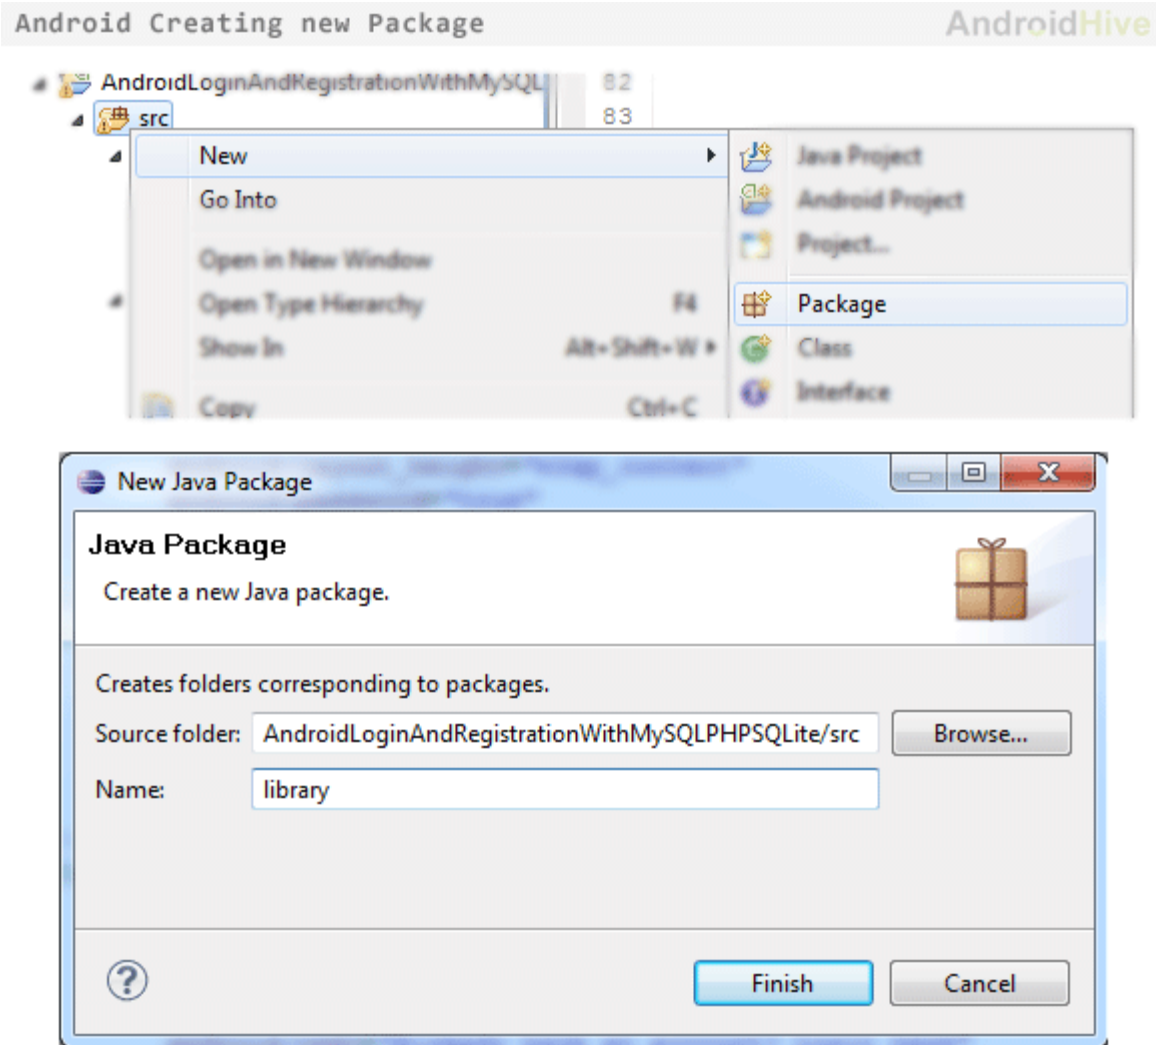 Android Creating new Package
AndroidHive
AndroidLoginAndRegistrationWithMySQL
82
src
83
New
Java Project
Go Into
Android Project
Project...
Open in New Window
Open Type Hierarchy F4
Package
Show In Alt+Shift+W
Class
Interface
Copy Ctrl+C
New Java Package
Java Package
Create a new Java package.
Creates folders corresponding to packages.
Source folder: AndroidLoginAndRegistrationWithMySQLPHPSQLite/src Browse...
Name: library
Finish Cancel